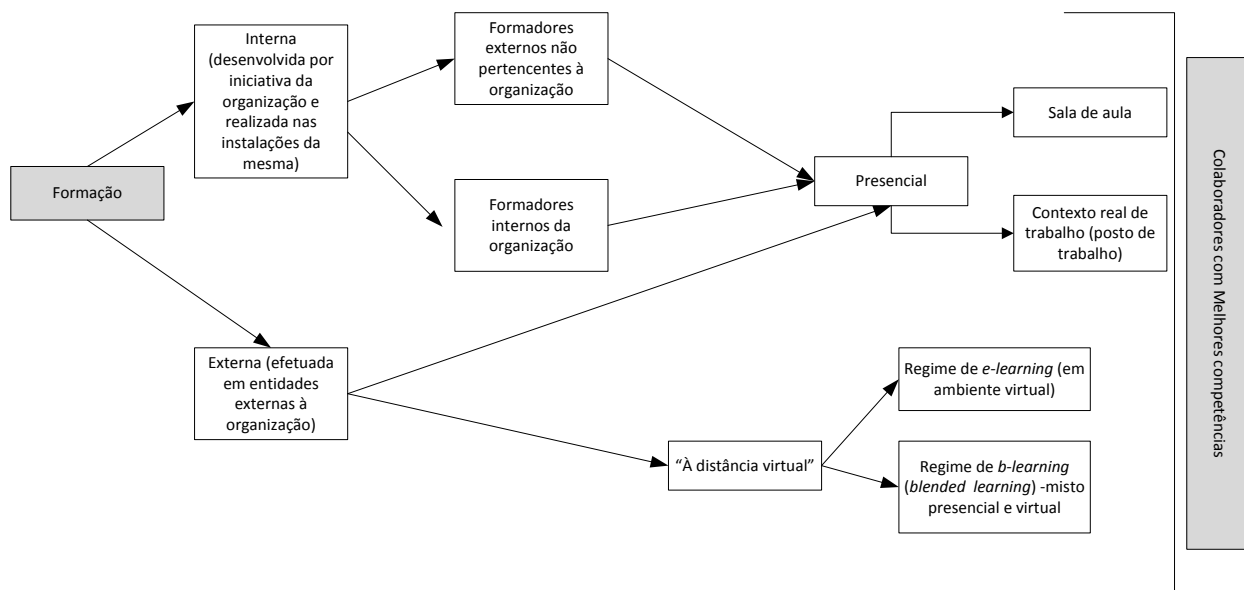 Formação
Interna
(desenvolvida por
iniciativa da
organização e
realizada nas
instalações da
mesma)
Formadores
externos não
pertencentes à
organização
Formadores
internos da
organização
Presencial
Sala de aula
Contexto real
de trabalho (posto de
trabalho)
Externa (efetuada
em entidades
externas à
organização)
“À distância virtual”
Regime de e-learning (em
ambiente virtual)
Regime de b-learning
(blended learning) -misto
presencial e virtual
Colaboradores com Melhores competências